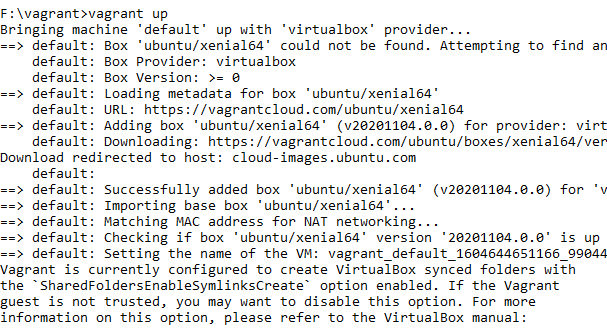 F:\vagrant>vagrant up
Bringing machine 'default' up with 'virtualbox' provider...
==> default: Box 'ubuntu/xenial64' could not be found. Attempting to find an
    default: Box Provider: virtualbox
    default: Box Version: >= 0
==> default: Loading metadata for box 'ubuntu/xenial64'
    default: URL: https://vagrantcloud.com/ubuntu/xenial64
==> default: Adding box 'ubuntu/xenial64' (v20201104.0.0) for provider: virt
    default: Downloading: https://vagrantcloud.com/ubuntu/boxes/xenial64/ver
Download redirected to host: cloud-images.ubuntu.com
    default:
==> default: Successfully added box 'ubuntu/xenial64' (v20201104.0.0) for 'v
==> default: Importing base box 'ubuntu/xenial64'...
==> default: Matching MAC address for NAT networking...
==> default: Checking if box 'ubuntu/xenial64' version '20201104.0.0' is up
==> default: Setting the name of the VM: vagrant_default_1604644651166_99044
Vagrant is currently configured to create VirtualBox synced folders with
the `SharedFoldersEnableSymlinksCreate` option enabled. If the Vagrant
guest is not trusted, you may want to disable this option. For more
information on this option, please refer to the VirtualBox manual: